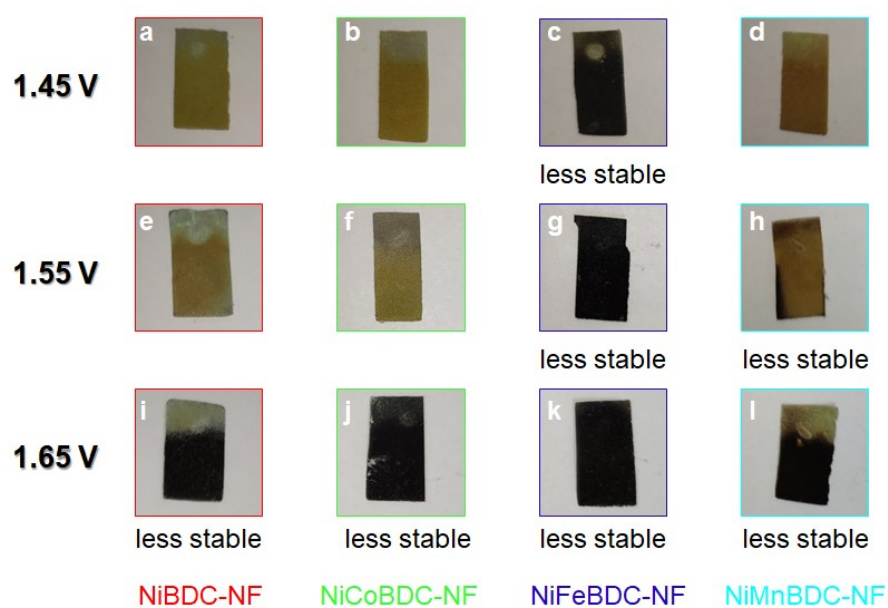 a b c d
1.45 V
less stable
e f g h
1.55 V
less stable less stable
i j k l
1.65 V
less stable less stable less stable less stable
NiBDC-NF NiCoBDC-NF NiFeBDC-NF NiMnBDC-NF